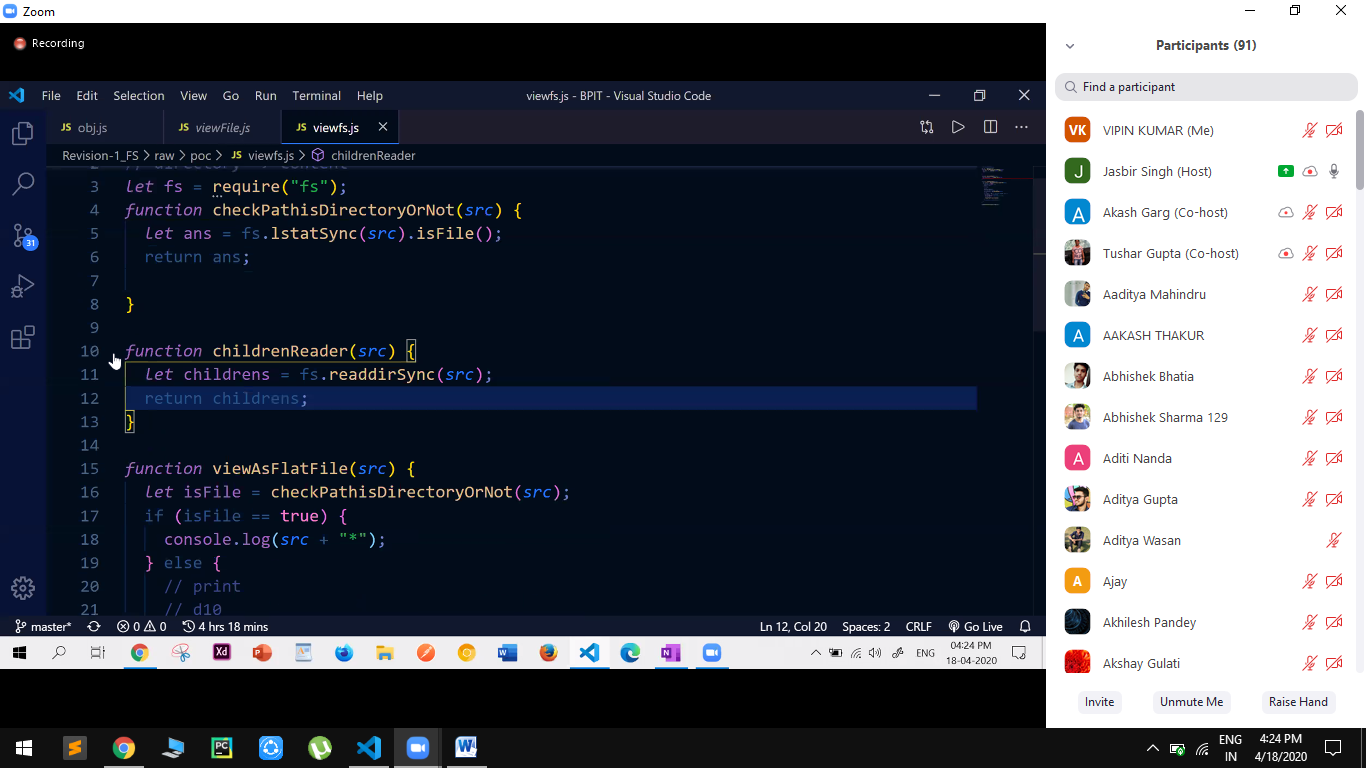 Zoom
Recording
File Edit Selection View Go Run Terminal Help
viewfs.js - BPIT - Visual Studio Code
JS obj.js
JS viewFile.js
JS viewfs.js
Revision-1_FS > raw > poc > JS viewfs.js > childrenReader
3 let fs = require("fs");
4 function checkPathisDirectoryOrNot(src) {
5 let ans = fs.lstatSync(src).isFile();
6 return ans;
7
8 }
9
10 function childrenReader(src) {
11 let childrens = fs.readdirSync(src);
12 return childrens;
13 }
14
15 function viewAsFlatFile(src) {
16 let isFile = checkPathisDirectoryOrNot(src);
17 if (isFile == true) {
18 console.log(src + "*");
19 } else {
20 // print
21 // d10
31
master* 0 0 4 hrs 18 mins
Ln 12, Col 20 Spaces: 2 CRLF Go Live
Xd
ENG
04:24 PM
18-04-2020
Participants (91)
Find a participant
VK VIPIN KUMAR (Me)
J Jasbir Singh (Host)
A Akash Garg (Co-host)
Tushar Gupta (Co-host)
Aaditya Mahindru
A AAKASH THAKUR
Abhishek Bhatia
Abhishek Sharma 129
A Aditi Nanda
Aditya Gupta
Aditya Wasan
A Ajay
Akhilesh Pandey
Akshay Gulati
Invite Unmute Me Raise Hand
PC
ENG
IN
4:24 PM
4/18/2020